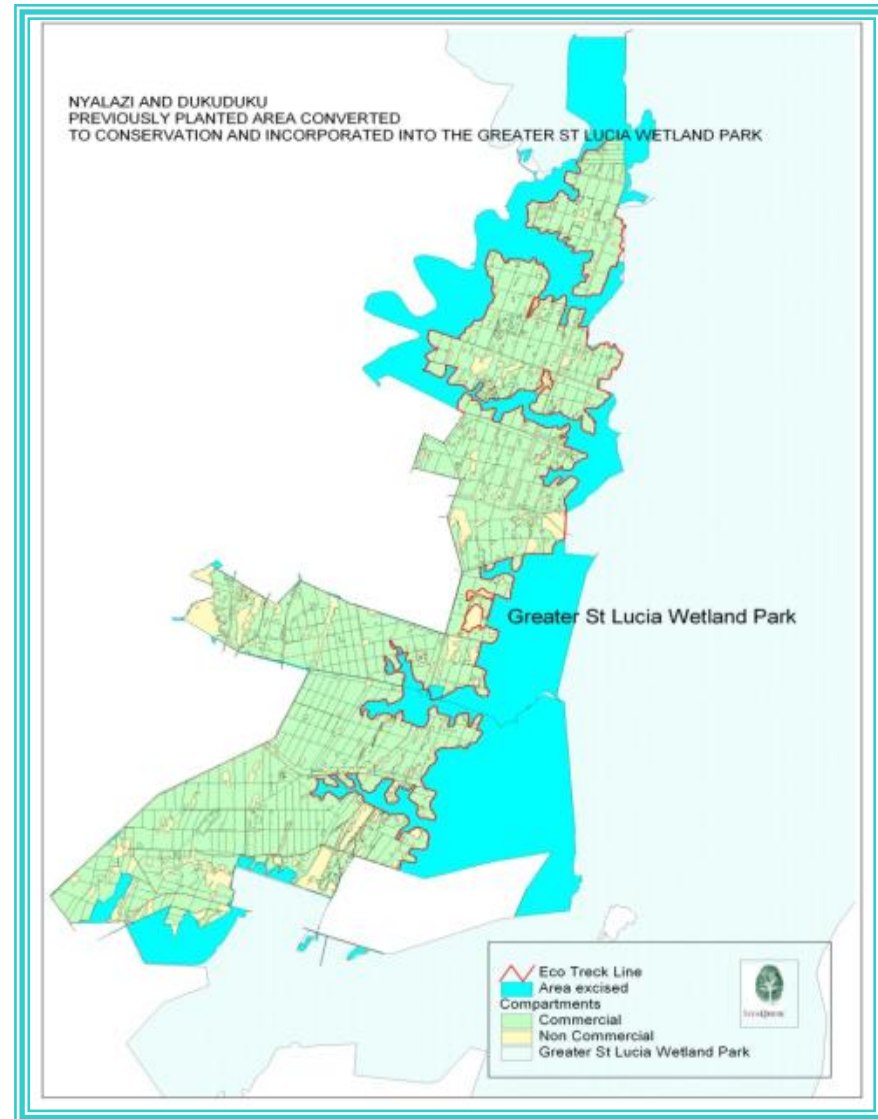 NYALAZI AND DUKUDUKU
PREVIOUSLY PLANTED AREA CONVERTED
TO CONSERVATION AND INCORPORATED INTO THE GREATER ST LUCIA WETLAND PARK
Greater St Lucia Wetland Park
Eco Treck Line
Area excised
Compartments
Commercial
Non Commercial
Greater St Lucia Wetland Park